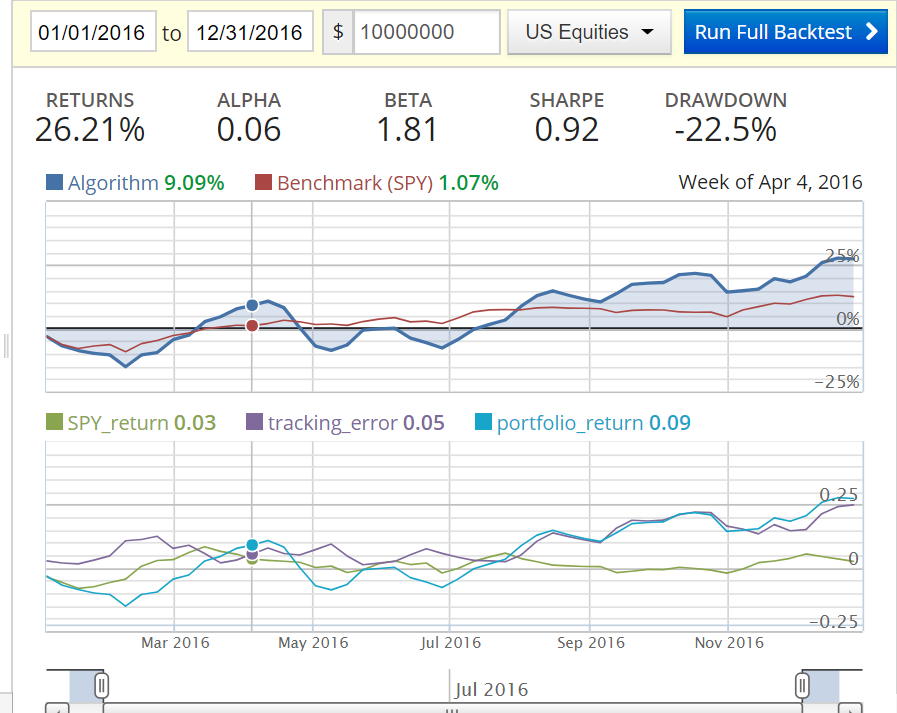 01/01/2016 to 12/31/2016 $ 10000000 US Equities Run Full Backtest
RETURNS ALPHA BETA SHARPE DRAWDOWN
26.21% 0.06 1.81 0.92 -22.5%
Algorithm 9.09% Benchmark (SPY) 1.07% Week of Apr 4, 2016
25%
0%
−25%
SPY_return 0.03 tracking_error 0.05 portfolio_return 0.09
0.25
0
−0.25
Mar 2016 May 2016 Jul 2016 Sep 2016 Nov 2016
Jul 2016